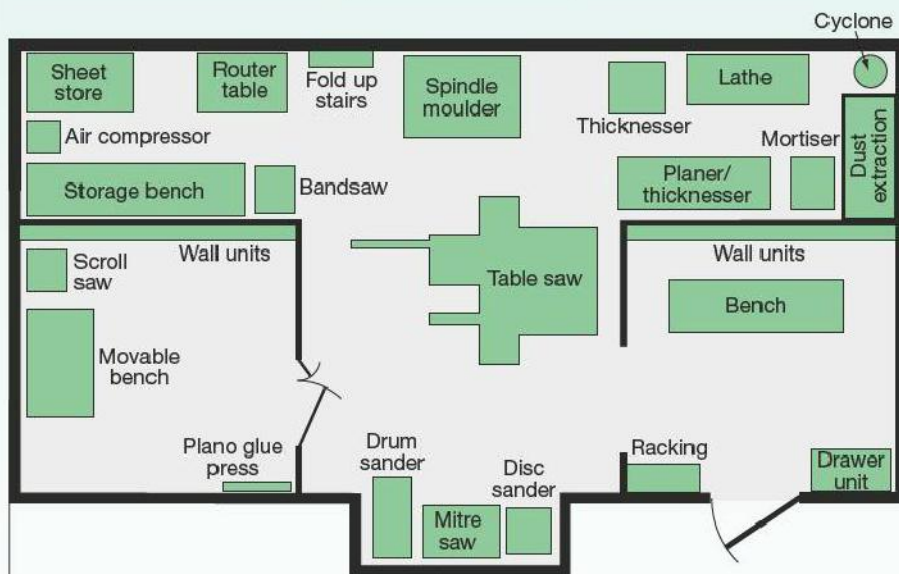 Cyclone
Sheet
store
Router
table
Fold up
stairs
Spindle
moulder
Thicknesser
Lathe
Air compressor
Mortiser
Dust
extraction
Storage bench
Bandsaw
Planer/
thicknesser
Wall units
Wall units
Scroll
saw
Table saw
Bench
Movable
bench
Plano glue
press
Drum
sander
Disc
sander
Racking
Drawer
unit
Mitre
saw